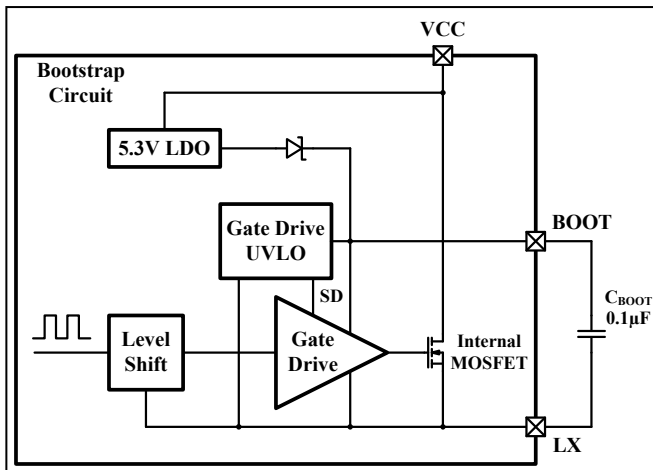 VCC
Bootstrap
Circuit
5.3V LDO
Gate Drive
UVLO
BOOT
SD
CBOOT
0.1µF
Level
Shift
Gate
Drive
Internal
MOSFET
LX